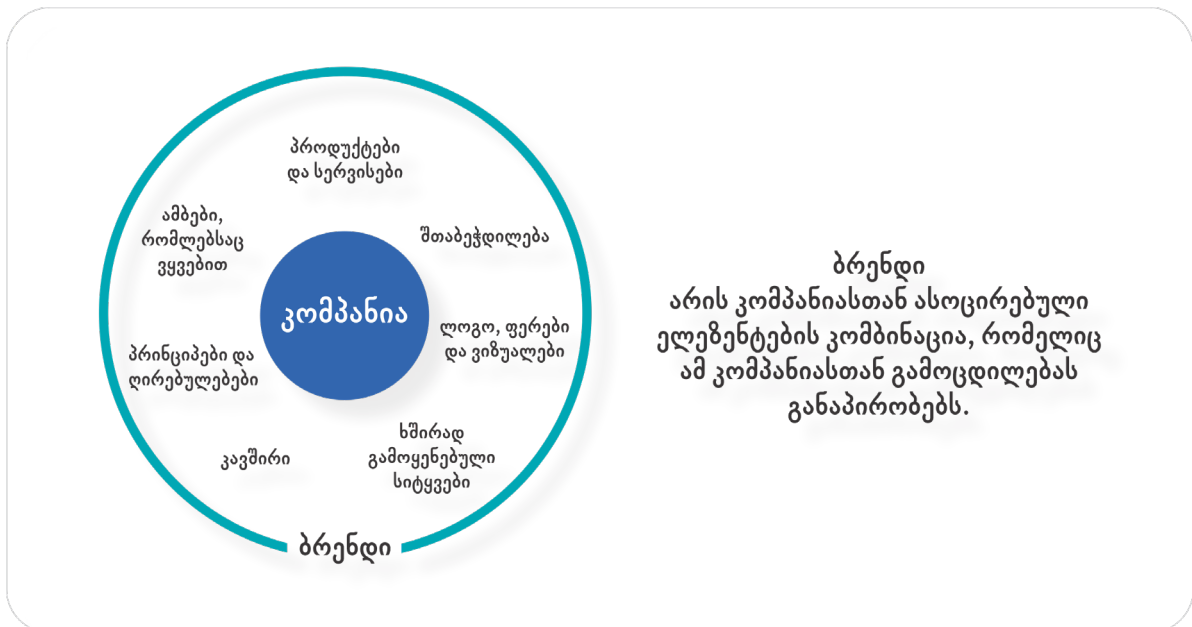 პროდუქტები
და სერვისები
ამბები,
რომლებსაც
ვყვებით
შთაბეჭდილება
კომპანია
ლოგო, ფერები
და ვიზუალები
პრინციპები და
ღირებულებები
ხშირად
გამოყენებული
სიტყვები
კავშირი
ბრენდი
ბრენდი
არის კომპანიასთან ასოცირებული
ელეზენტების კომბინაცია, რომელიც
ამ კომპანიასთან გამოცდილებას
განაპირობებს.